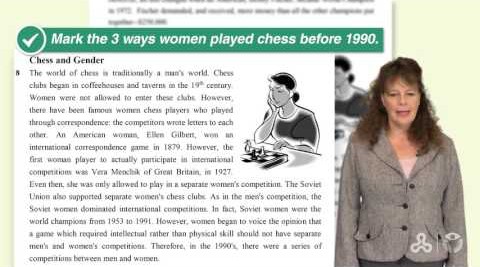 in 1972. Fischer demanded, and received, more money than all the other champions put
together--$250,000.
Mark the 3 ways women played chess before 1990.
Chess and Gender
8 The world of chess is traditionally a man's world. Chess
clubs began in coffeehouses and taverns in the 19th century.
Women were not allowed to enter these clubs. However,
there have been famous women chess players who played
through correspondence: the competitors wrote letters to each
other. An American woman, Ellen Gilbert, won an
international correspondence game in 1879. However, the
first woman player to actually participate in international
competitions was Vera Menchik of Great Britain, in 1927.
Even then, she was only allowed to play in a separate women's competition. The Soviet
Union also supported separate women's chess clubs. As in the men's competition, the
Soviet women dominated international competitions. In fact, Soviet women were the
world champions from 1953 to 1991. However, women began to voice the opinion that
a game which required intellectual rather than physical skill should not have separate
men's and women's competitions. Therefore, in the 1990's, there were a series of
competitions between men and women.